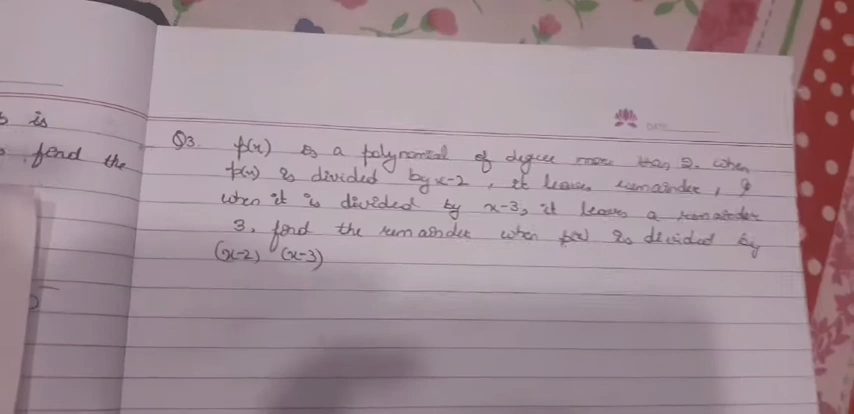 is
Q3. p(x) is a polynomial of degree more than 2. when
find the
p(x) is divided by x-2, it leaves remainder, &
when it is divided by x-3, it leaves a remainder
3. find the remainder when p(x) is divided by
(x-2) (x-3)
DATE